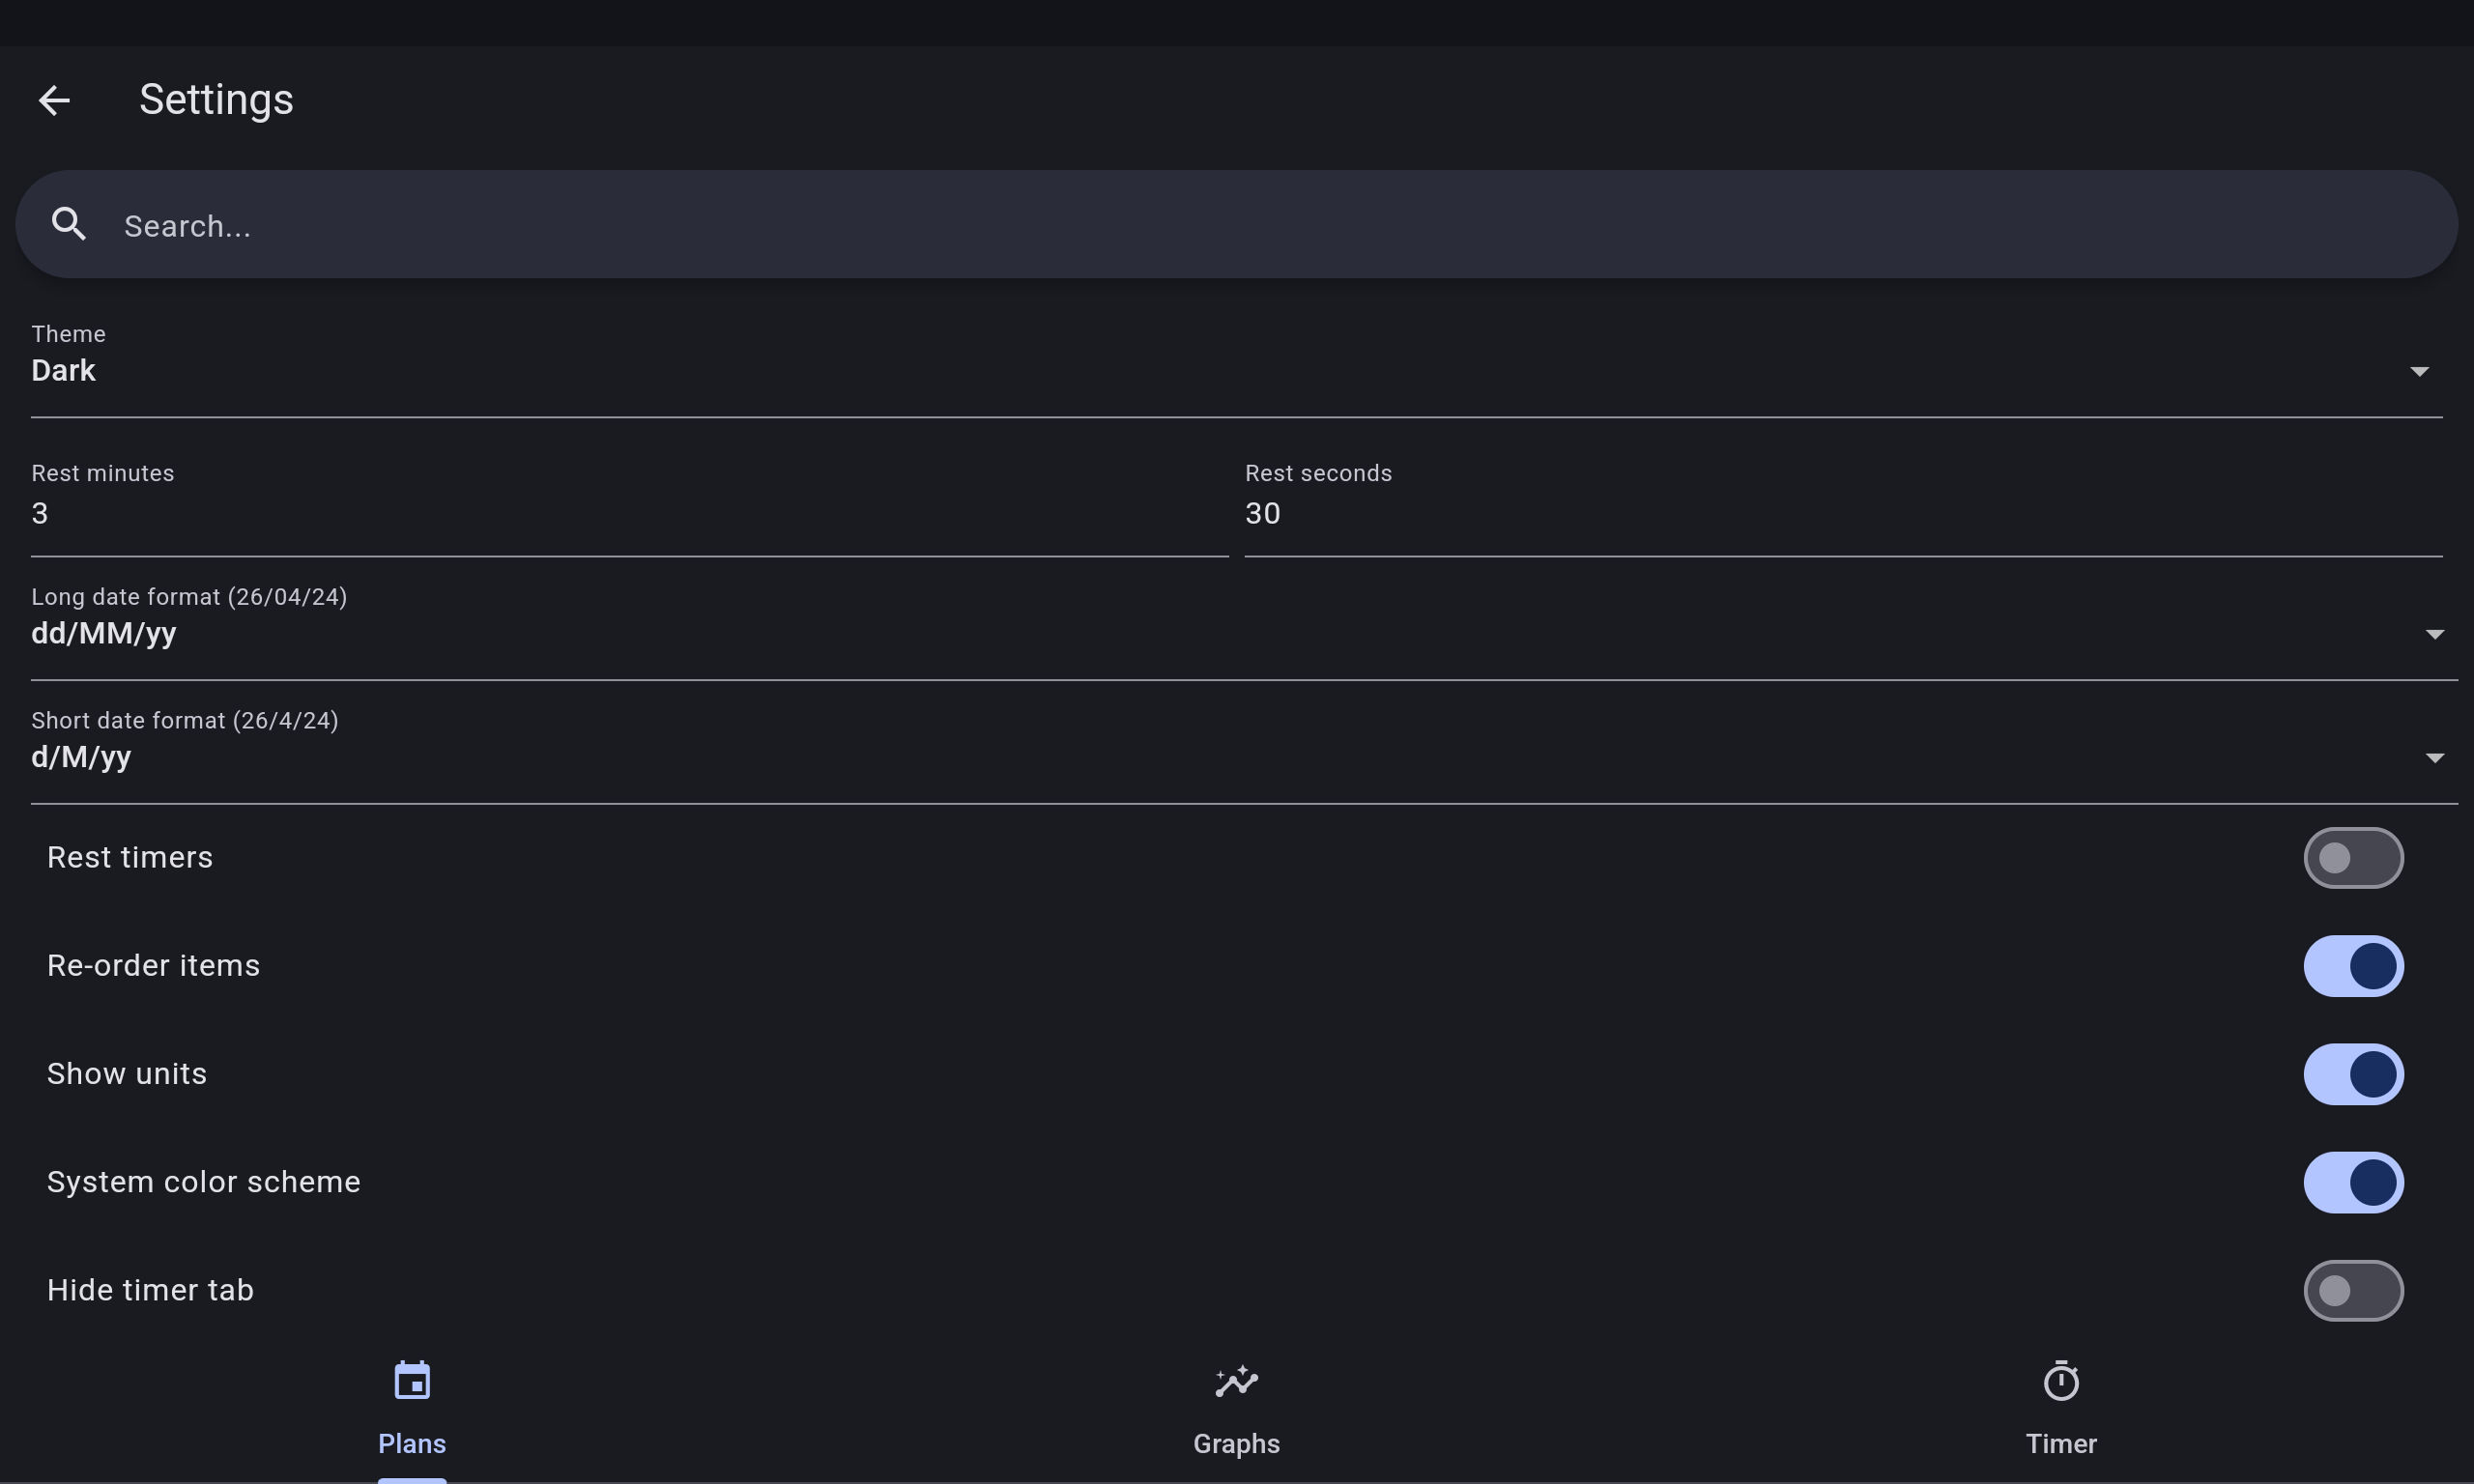 Settings
Search...
Theme
Dark
Rest minutes
3
Rest seconds
30
Long date format (26/04/24)
dd/MM/yy
Short date format (26/4/24)
d/M/yy
Rest timers
Re-order items
Show units
System color scheme
Hide timer tab
Plans
Graphs
Timer